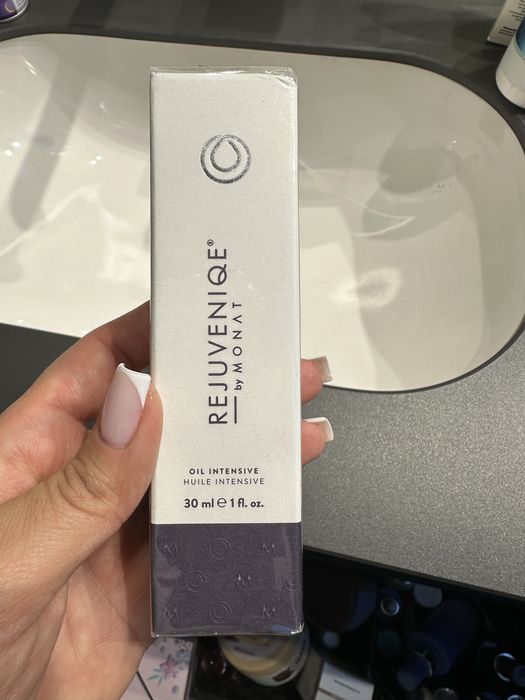 REJUVENIQE®
by MONAT
OIL INTENSIVE
HUILE INTENSIVE
30 ml ℮ 1 fl. oz.
M M
M
M M